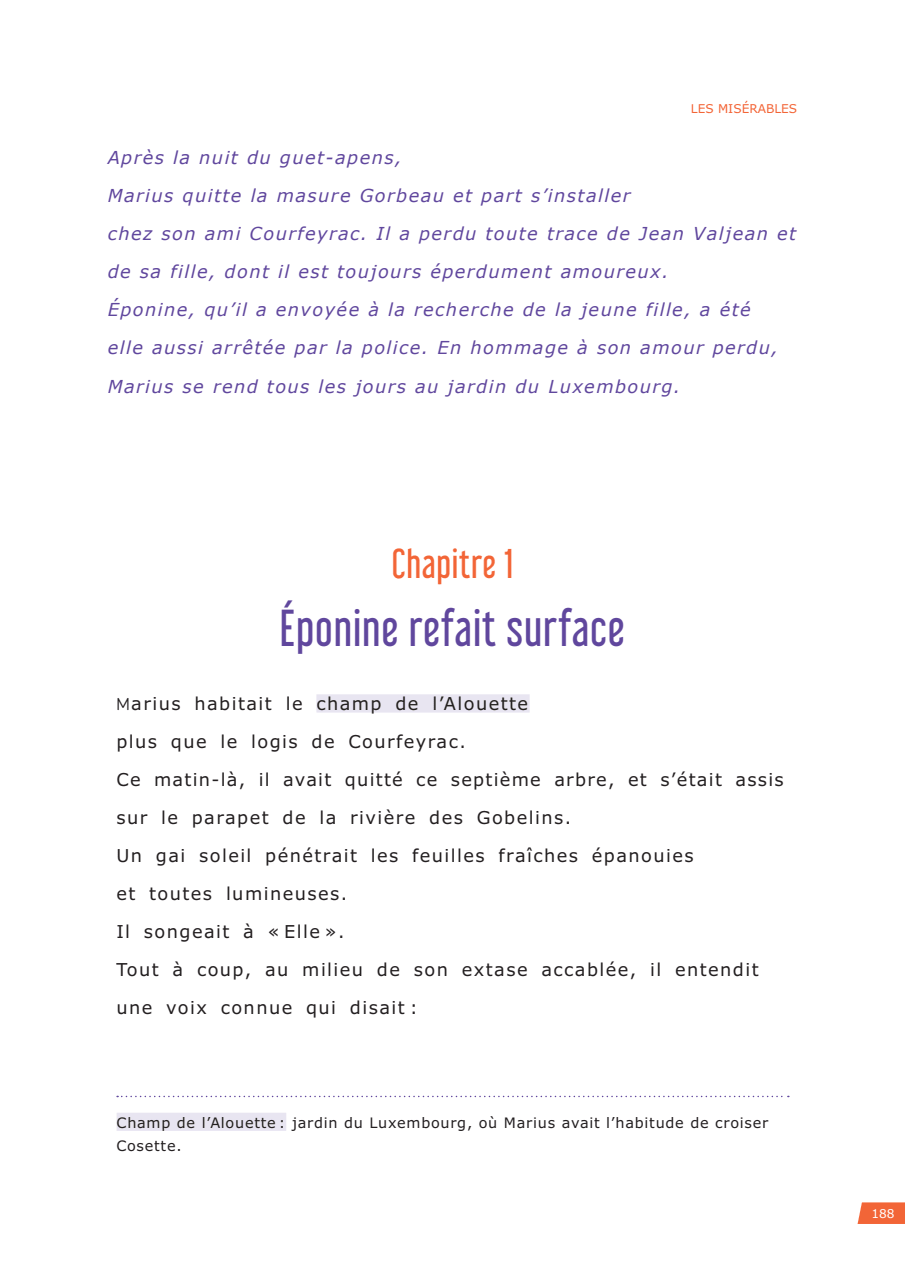 LES MISÉRABLES
Après la nuit du guet-apens,
Marius quitte la masure Gorbeau et part s’installer
chez son ami Courfeyrac. Il a perdu toute trace de Jean Valjean et
de sa fille, dont il est toujours éperdument amoureux.
Éponine, qu’il a envoyée à la recherche de la jeune fille, a été
elle aussi arrêtée par la police. En hommage à son amour perdu,
Marius se rend tous les jours au jardin du Luxembourg.
Chapitre 1
Éponine refait surface
Marius habitait le champ de l’Alouette
plus que le logis de Courfeyrac.
Ce matin-là, il avait quitté ce septième arbre, et s’était assis
sur le parapet de la rivière des Gobelins.
Un gai soleil pénétrait les feuilles fraîches épanouies
et toutes lumineuses.
Il songeait à « Elle ».
Tout à coup, au milieu de son extase accablée, il entendit
une voix connue qui disait :
Champ de l’Alouette : jardin du Luxembourg, où Marius avait l’habitude de croiser
Cosette.
188